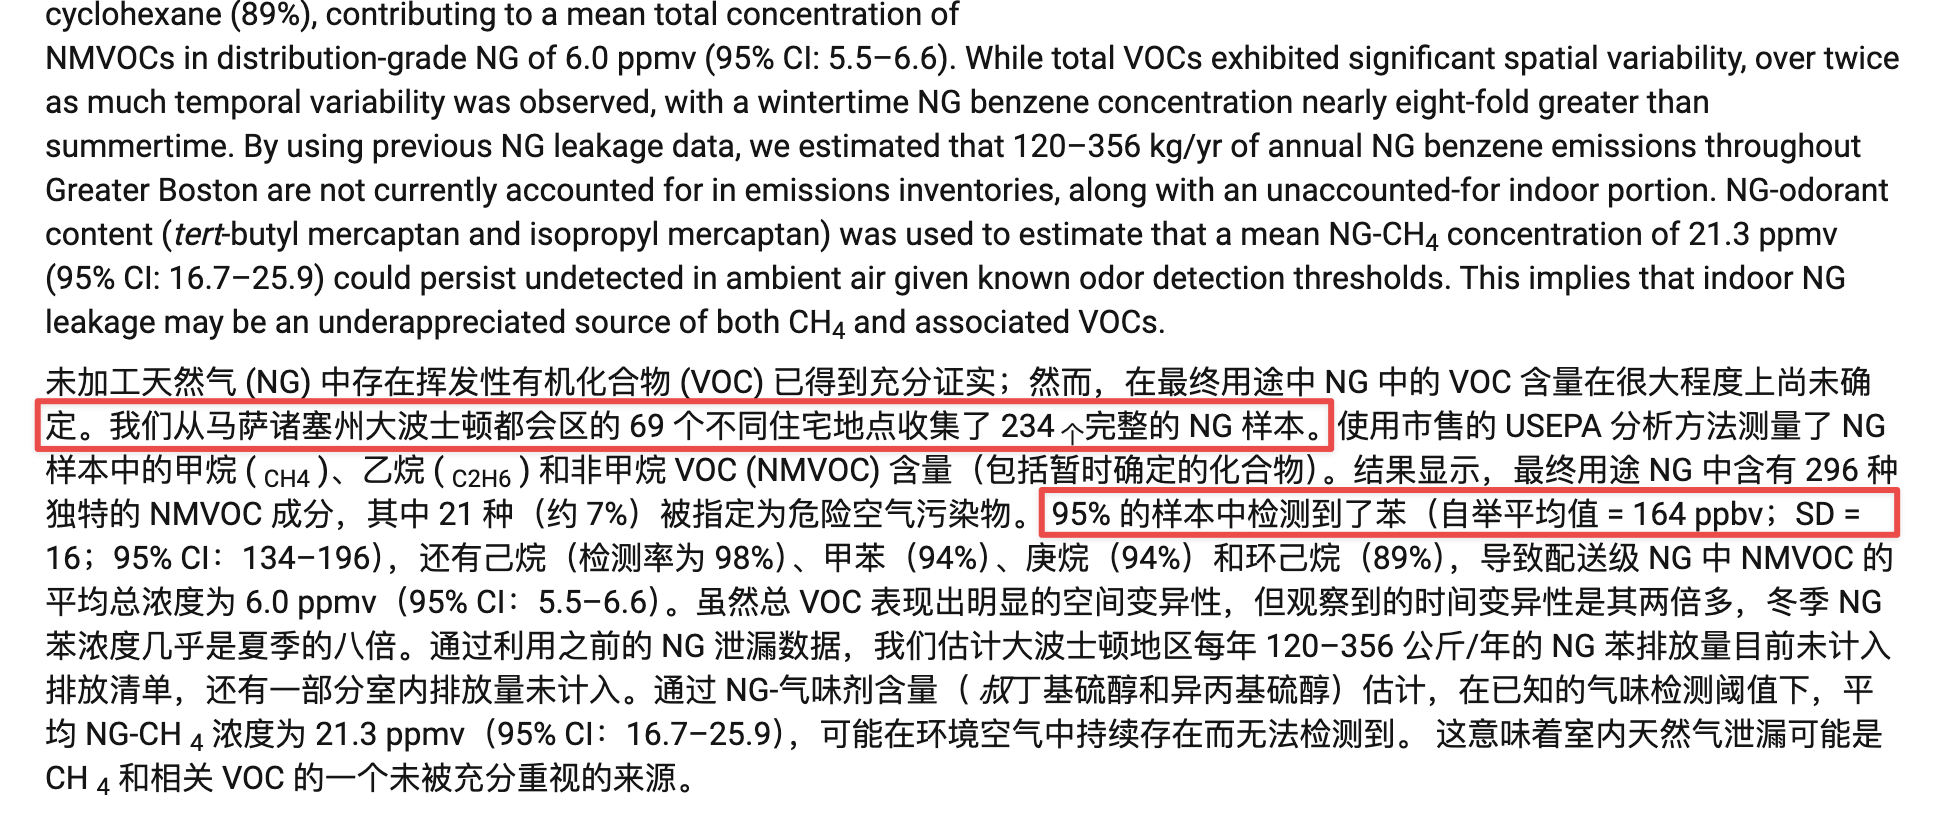 cyclohexane (89%), contributing to a mean total concentration of
NMVOCs in distribution-grade NG of 6.0 ppmv (95% CI: 5.5–6.6). While total VOCs exhibited significant spatial variability, over twice
as much temporal variability was observed, with a wintertime NG benzene concentration nearly eight-fold greater than
summertime. By using previous NG leakage data, we estimated that 120–356 kg/yr of annual NG benzene emissions throughout
Greater Boston are not currently accounted for in emissions inventories, along with an unaccounted-for indoor portion. NG-odorant
content (tert-butyl mercaptan and isopropyl mercaptan) was used to estimate that a mean NG-CH4 concentration of 21.3 ppmv
(95% CI: 16.7–25.9) could persist undetected in ambient air given known odor detection thresholds. This implies that indoor NG
leakage may be an underappreciated source of both CH4 and associated VOCs.
未加工天然气 (NG) 中存在挥发性有机化合物 (VOC) 已得到充分证实；然而，在最终用途中 NG 中的 VOC 含量在很大程度上尚未确
定。我们从马萨诸塞州大波士顿都会区的 69 个不同住宅地点收集了 234 个完整的 NG 样本。使用市售的 USEPA 分析方法测量了 NG
样本中的甲烷 ( CH4 )、乙烷 ( C2H6 ) 和非甲烷 VOC (NMVOC) 含量（包括暂时确定的化合物）。结果显示，最终用途 NG 中含有 296 种
独特的 NMVOC 成分，其中 21 种（约 7%）被指定为危险空气污染物。95% 的样本中检测到了苯（自举平均值 = 164 ppbv；SD =
16；95% CI：134–196），还有己烷（检测率为 98%）、甲苯（94%）、庚烷（94%）和环己烷（89%），导致配送级 NG 中 NMVOC 的
平均总浓度为 6.0 ppmv（95% CI：5.5–6.6）。虽然总 VOC 表现出明显的空间变异性，但观察到的时间变异性是其两倍多，冬季 NG
苯浓度几乎是夏季的八倍。通过利用之前的 NG 泄漏数据，我们估计大波士顿地区每年 120–356 公斤/年的 NG 苯排放量目前未计入
排放清单，还有一部分室内排放量未计入。通过 NG-气味剂含量（ 叔丁基硫醇和异丙基硫醇）估计，在已知的气味检测阈值下，平
均 NG-CH 4 浓度为 21.3 ppmv（95% CI：16.7–25.9），可能在环境空气中持续存在而无法检测到。 这意味着室内天然气泄漏可能是
CH 4 和相关 VOC 的一个未被充分重视的来源。